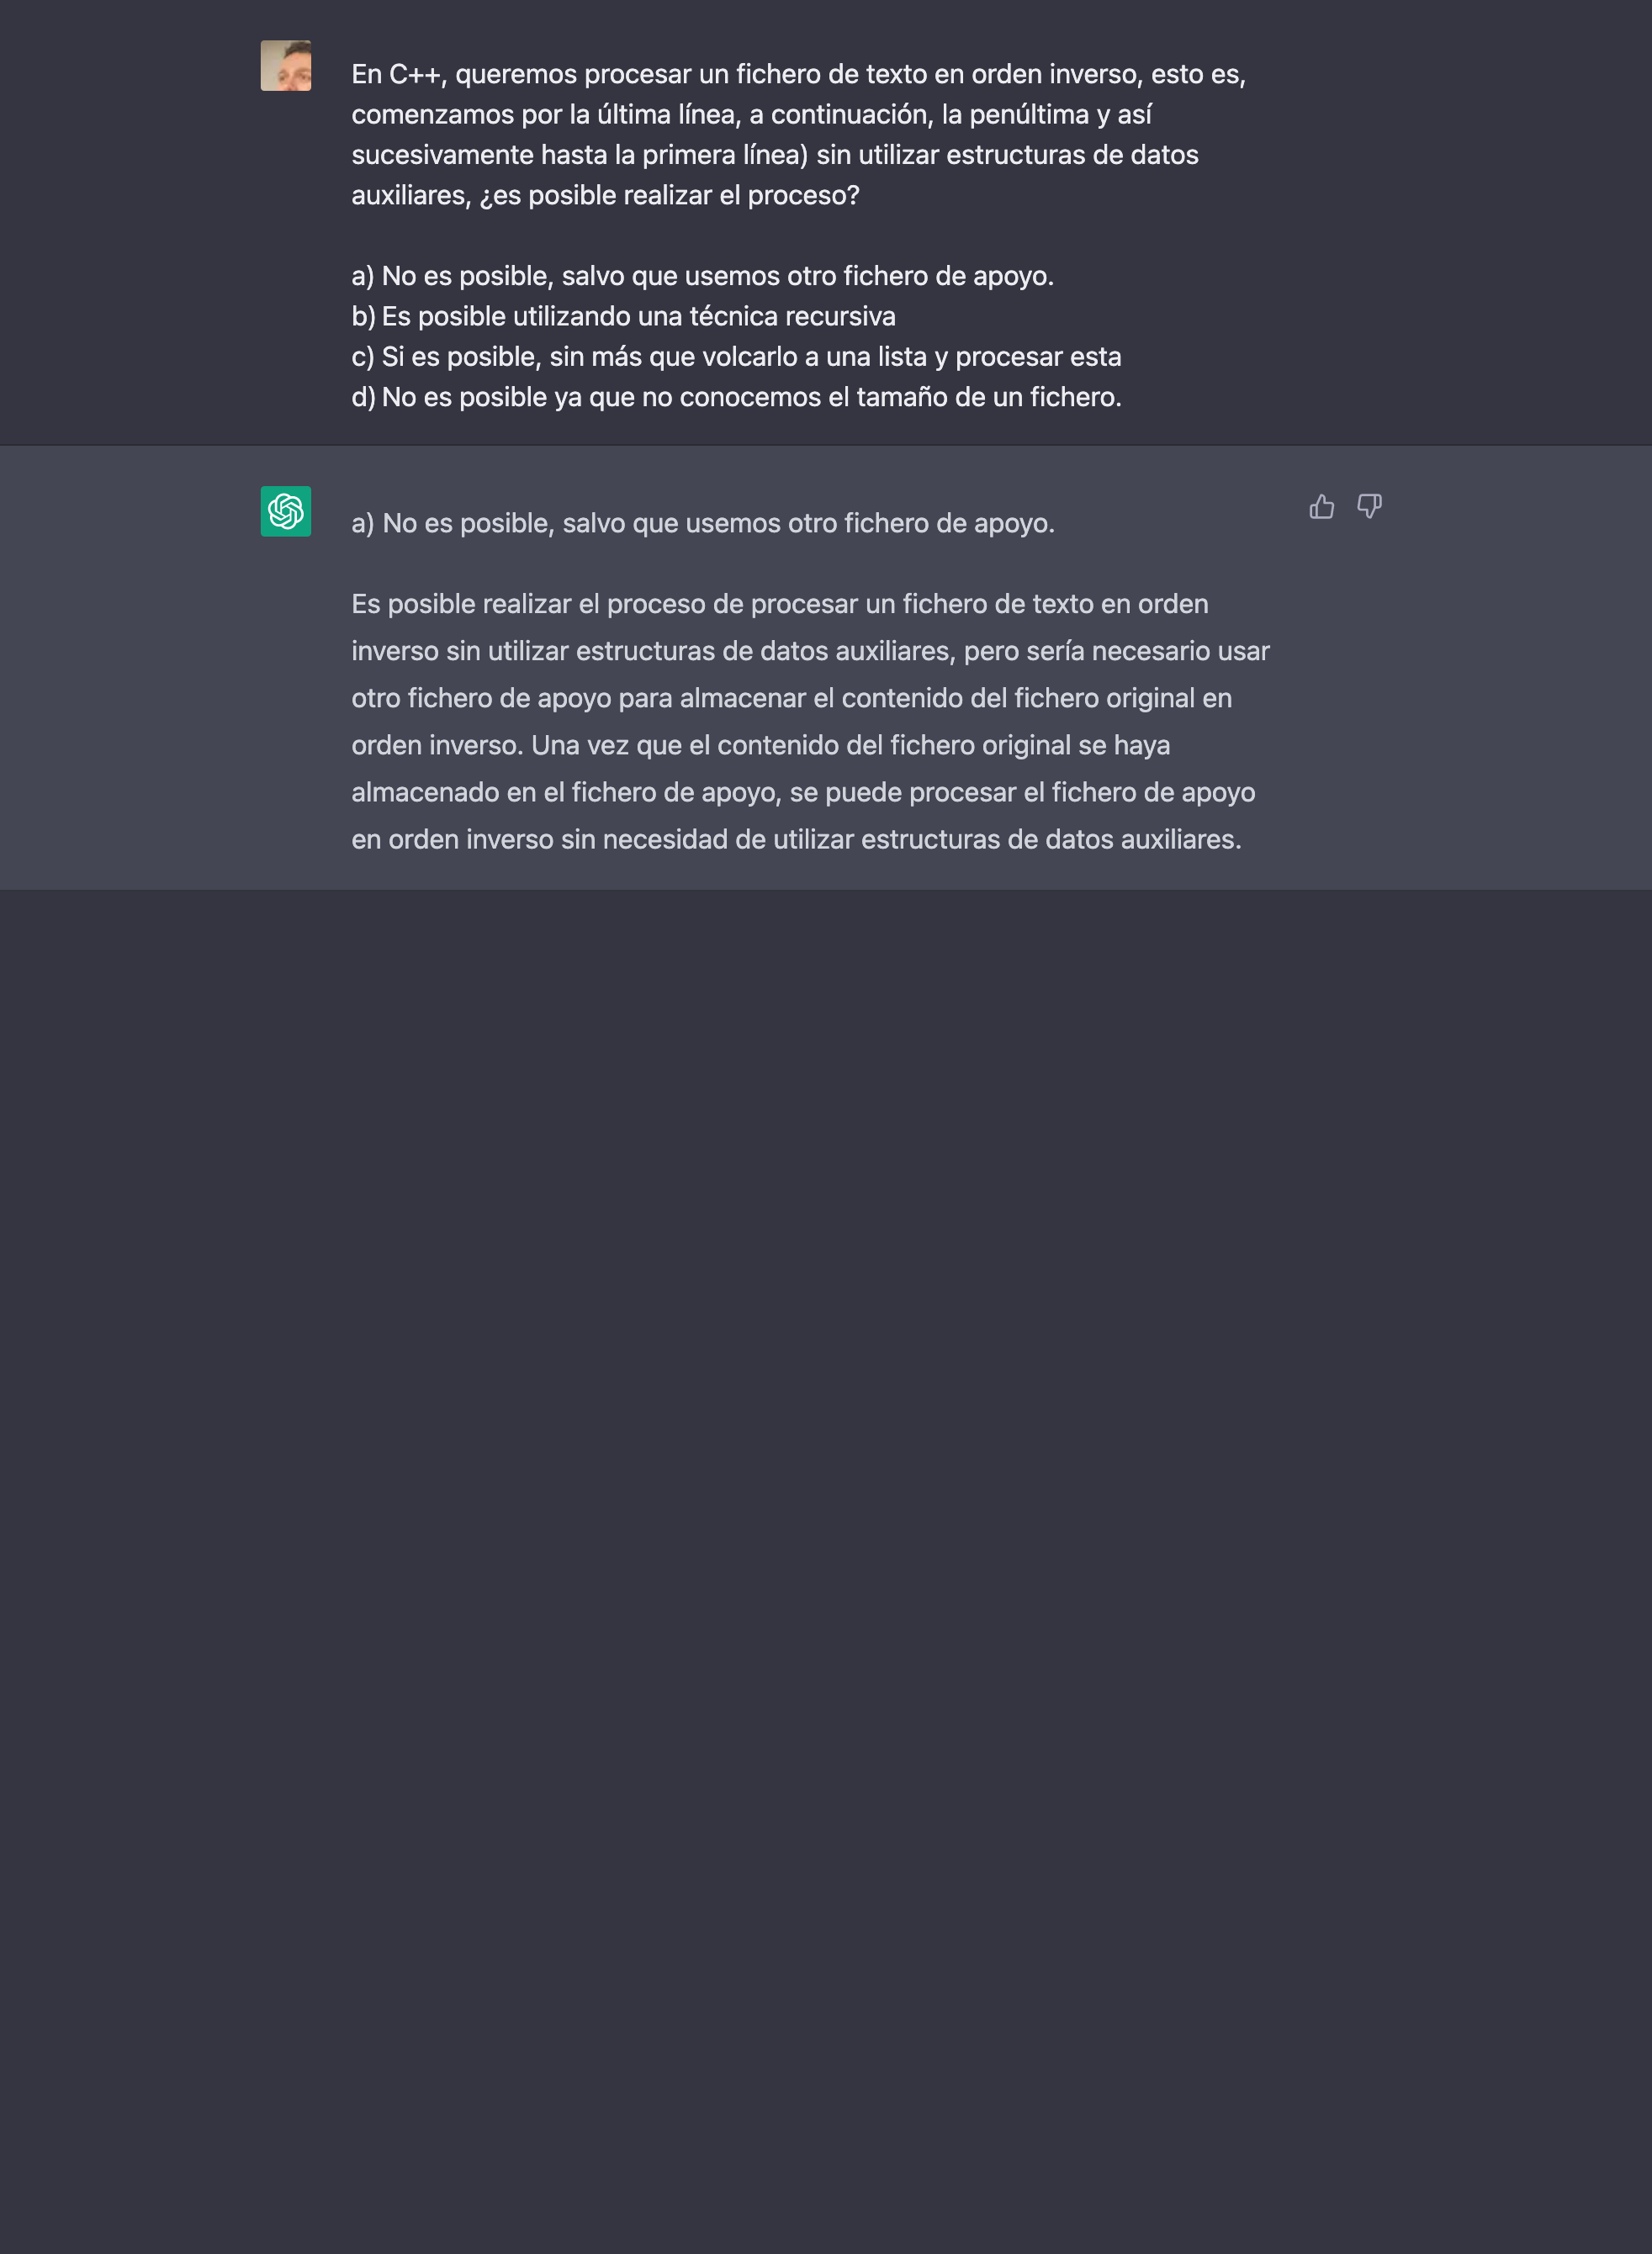 En C++, queremos procesar un fichero de texto en orden inverso, esto es,
comenzamos por la última línea, a continuación, la penúltima y así
sucesivamente hasta la primera línea) sin utilizar estructuras de datos
auxiliares, ¿es posible realizar el proceso?
a) No es posible, salvo que usemos otro fichero de apoyo.
b) Es posible utilizando una técnica recursiva
c) Si es posible, sin más que volcarlo a una lista y procesar esta
d) No es posible ya que no conocemos el tamaño de un fichero.
a) No es posible, salvo que usemos otro fichero de apoyo.
Es posible realizar el proceso de procesar un fichero de texto en orden
inverso sin utilizar estructuras de datos auxiliares, pero sería necesario usar
otro fichero de apoyo para almacenar el contenido del fichero original en
orden inverso. Una vez que el contenido del fichero original se haya
almacenado en el fichero de apoyo, se puede procesar el fichero de apoyo
en orden inverso sin necesidad de utilizar estructuras de datos auxiliares.